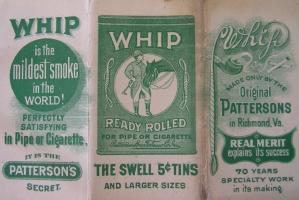 WHIP
is the
mildest smoke
in the
WORLD!
PERFECTLY
SATISFYING
in Pipe or Cigarette.
IT IS THE
PATTERSON'S
SECRET.
WHIP
READY ROLLED
FOR PIPE OR CIGARETTE
THE SWELL 5¢ TINS
AND LARGER SIZES
Whip
MADE ONLY BY THE
Original
PATTERSONS
in Richmond, Va.
REAL MERIT
explains its success
70 YEARS
SPECIALTY WORK
in its making.